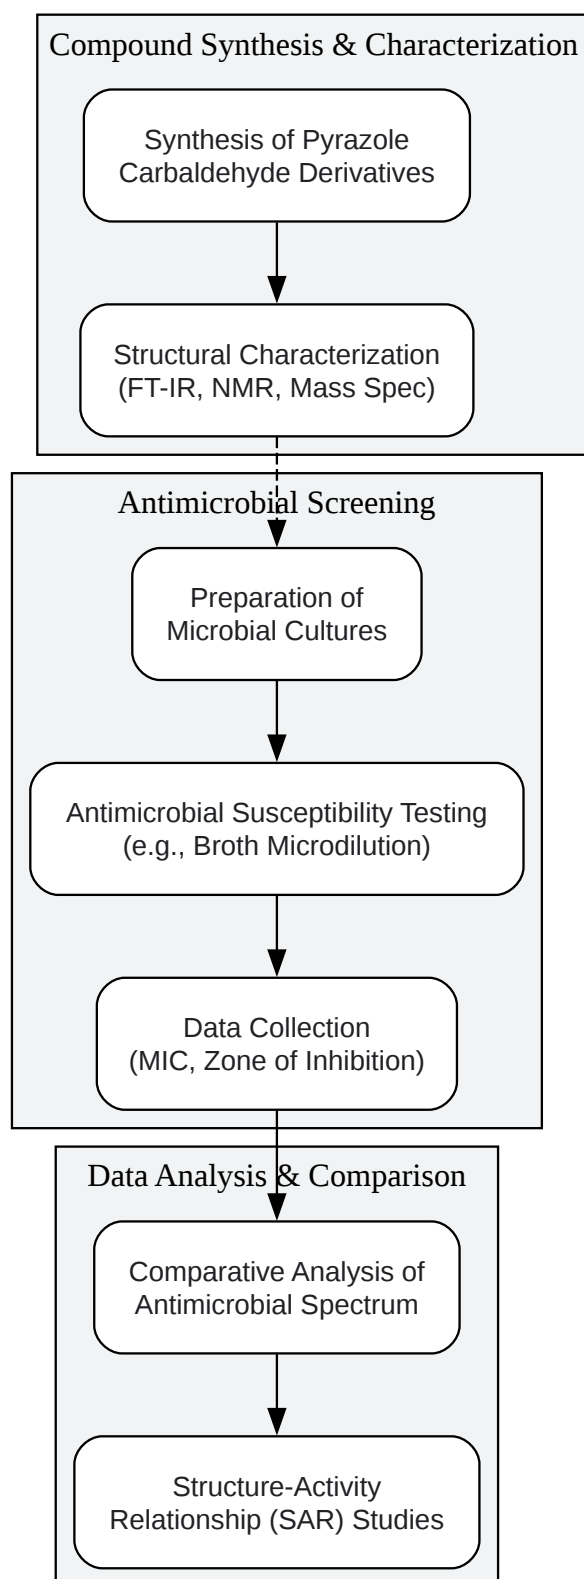 Compound Synthesis & Characterization
Synthesis of Pyrazole
Carbaldehyde Derivatives
Structural Characterization
(FT-IR, NMR, Mass Spec)
Antimicrobial Screening
Preparation of
Microbial Cultures
Antimicrobial Susceptibility Testing
(e.g., Broth Microdilution)
Data Collection
(MIC, Zone of Inhibition)
Data Analysis & Comparison
Comparative Analysis of
Antimicrobial Spectrum
Structure-Activity
Relationship (SAR) Studies